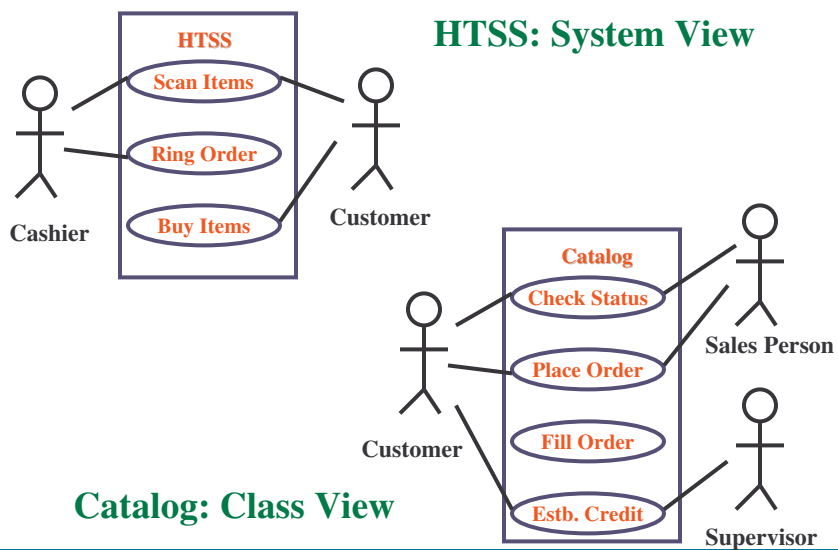 HTSS: System View
HTSS
Scan Items
Ring Order
Buy Items
Cashier
Customer
Catalog
Check Status
Place Order
Fill Order
Estb. Credit
Customer
Sales Person
Supervisor
Catalog: Class View